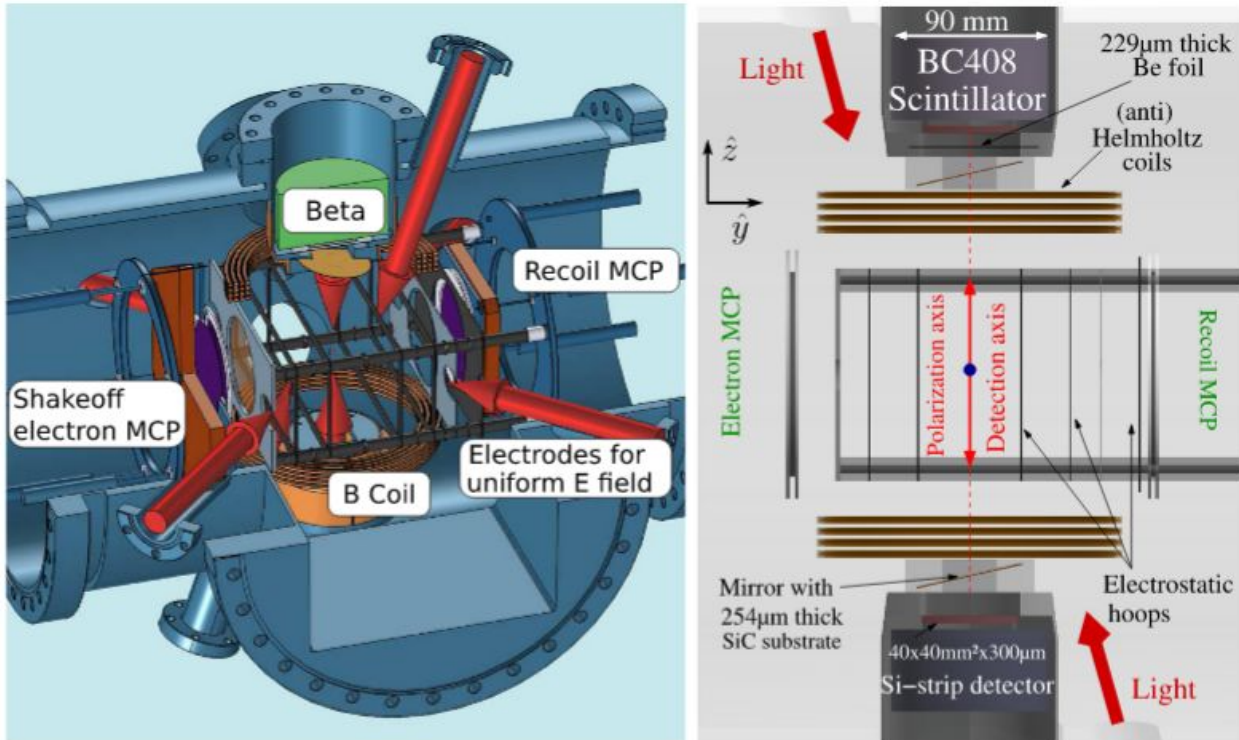 Beta
Recoil MCP
Shakeoff
electron MCP
B Coil
Electrodes for
uniform E field
90 mm
BC408
Scintillator
Light
229μm thick
Be foil
(anti)
Helmholtz
coils
ẑ
ŷ
Electron MCP
Polarization axis
Detection axis
Recoil MCP
Mirror with
254μm thick
SiC substrate
Electrostatic
hoops
40x40mm²x300μm
Si−strip detector
Light